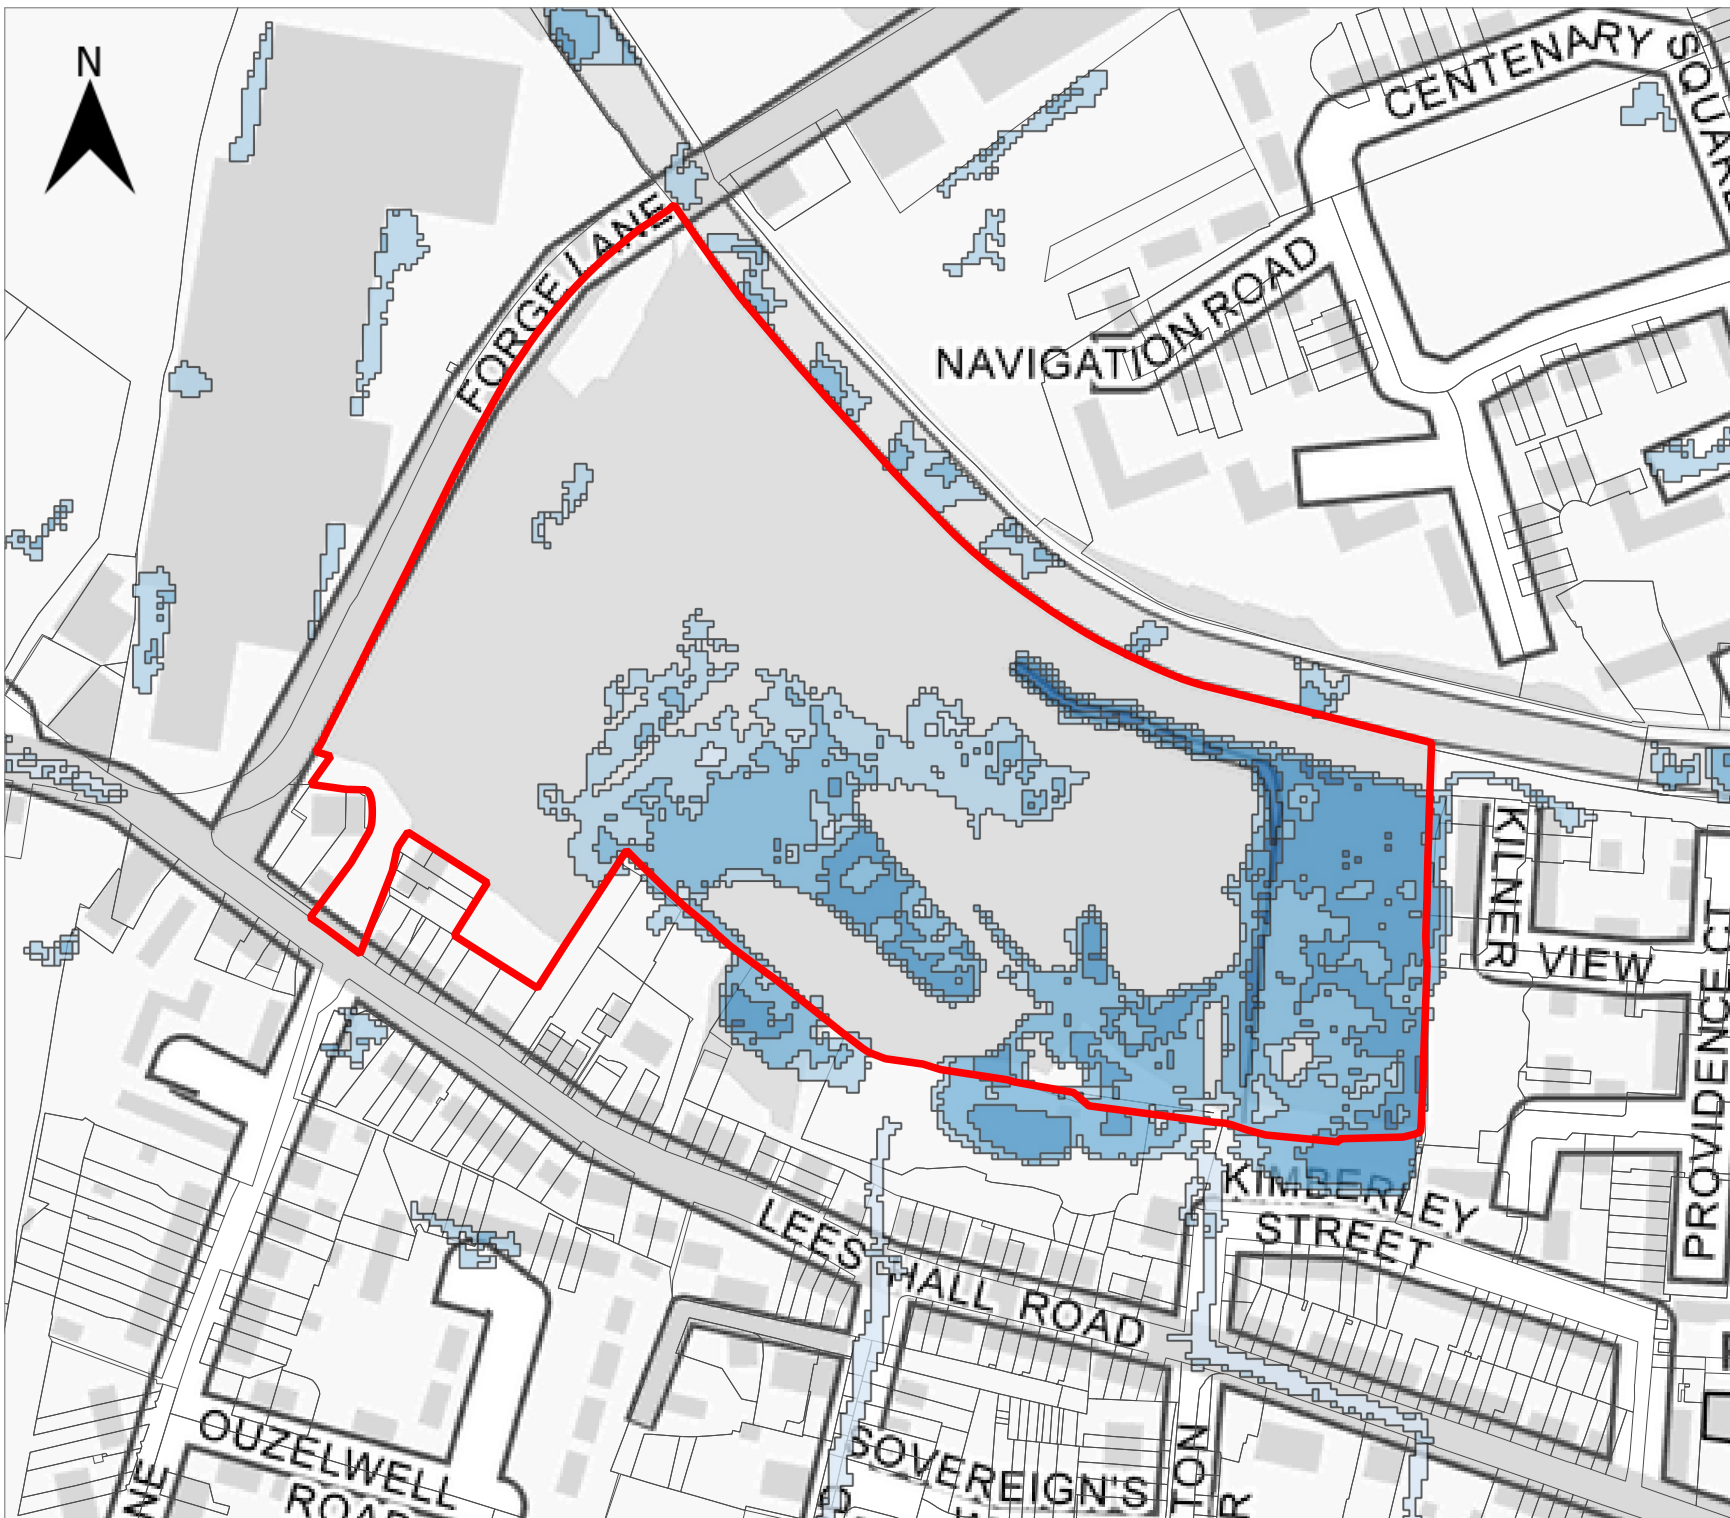 N
CENTENARY SQUARE
FORGE LANE
NAVIGATION ROAD
KILNER
VIEW
PROVIDENCE CT
KIMBERLEY
STREET
LEES HALL ROAD
OUZELWELL
ROAD
SOVEREIGN'S